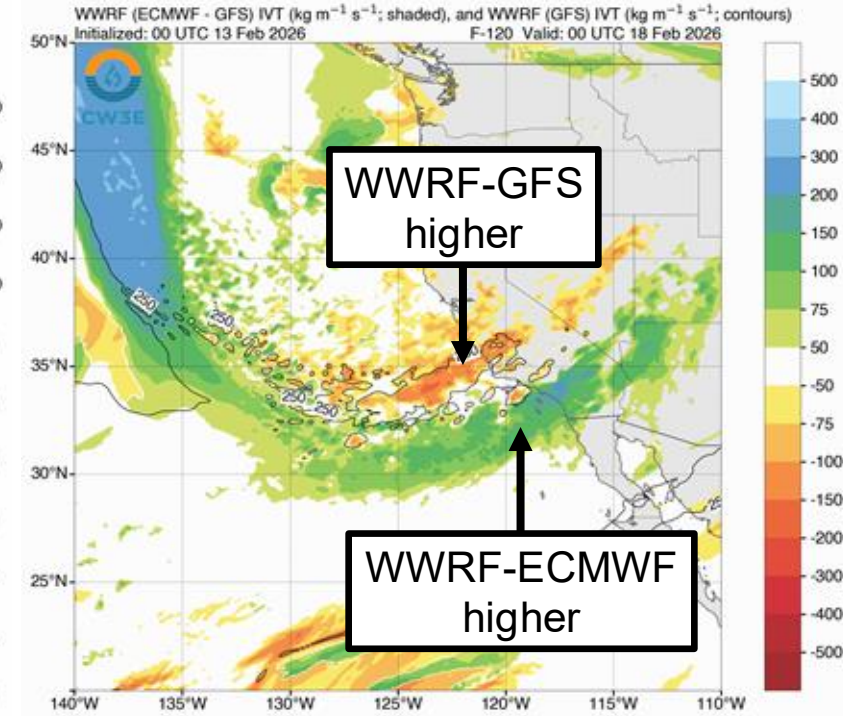 WWRF (ECMWF - GFS) IVT (kg m⁻¹ s⁻¹; shaded), and WWRF (GFS) IVT (kg m⁻¹ s⁻¹; contours)
Initialized: 00 UTC 13 Feb 2026 F-120 Valid: 00 UTC 18 Feb 2026
50°N
CW3E
500
400
45°N
300
WWRF-GFS
higher
200
150
40°N
100
250
75
250
50
35°N
-50
250
250
-75
30°N
-100
-150
WWRF-ECMWF
higher
-200
25°N
-300
-400
-500
140°W 135°W 130°W 125°W 120°W 115°W 110°W